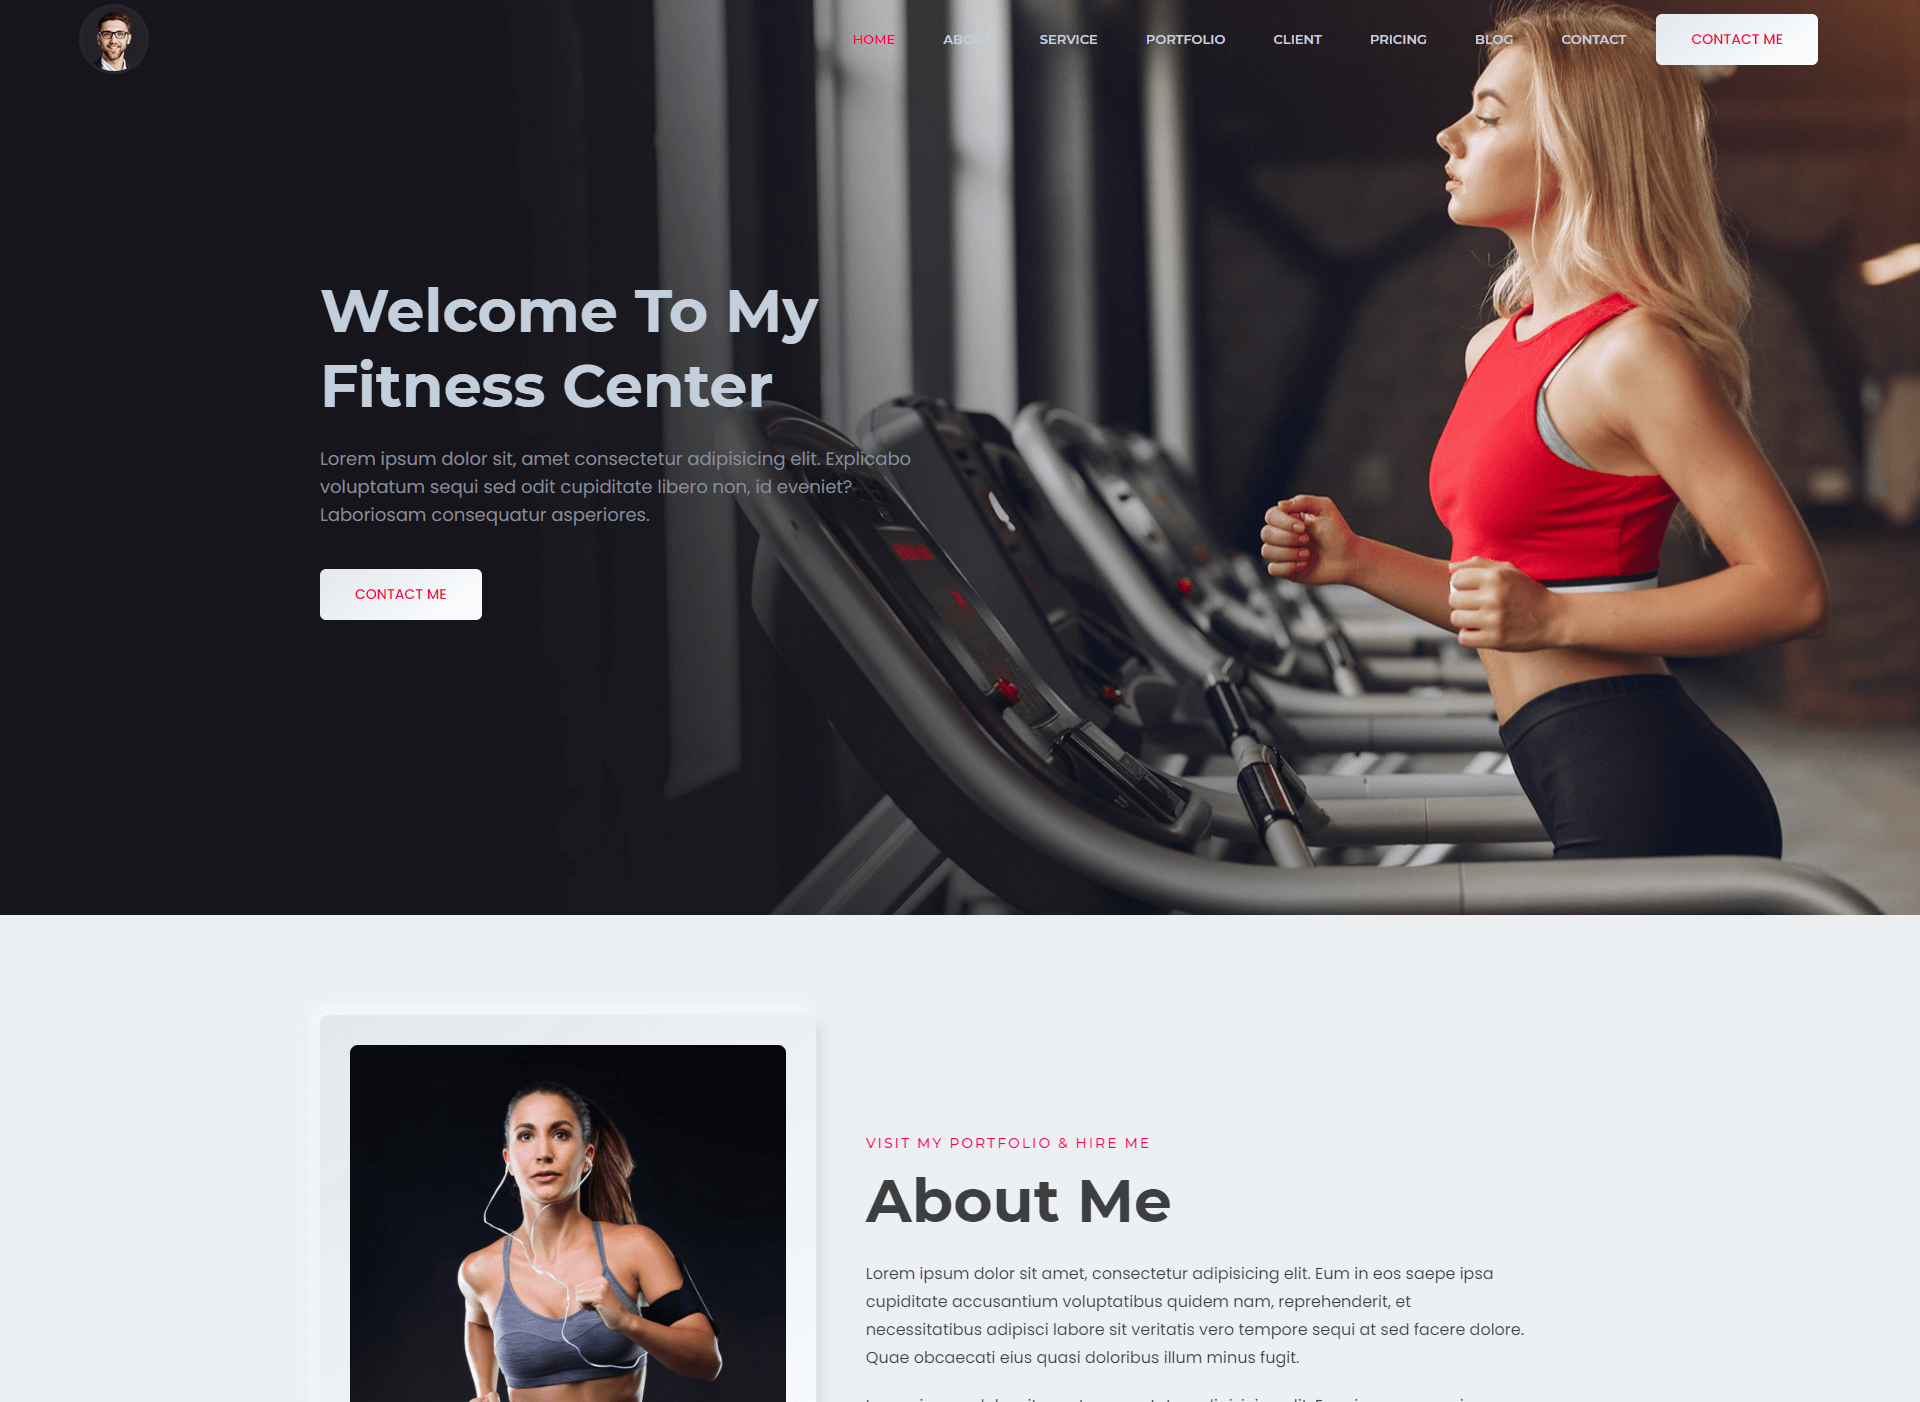 HOME ABOUT SERVICE PORTFOLIO CLIENT PRICING BLOG CONTACT CONTACT ME
Welcome To My
Fitness Center
Lorem ipsum dolor sit, amet consectetur adipisicing elit. Explicabo
voluptatum sequi sed odit cupiditate libero non, id eveniet?
Laboriosam consequatur asperiores.
CONTACT ME
VISIT MY PORTFOLIO & HIRE ME
About Me
Lorem ipsum dolor sit amet, consectetur adipisicing elit. Eum in eos saepe ipsa
cupiditate accusantium voluptatibus quidem nam, reprehenderit, et
necessitatibus adipisci labore sit veritatis vero tempore sequi at sed facere dolore.
Quae obcaecati eius quasi doloribus illum minus fugit.